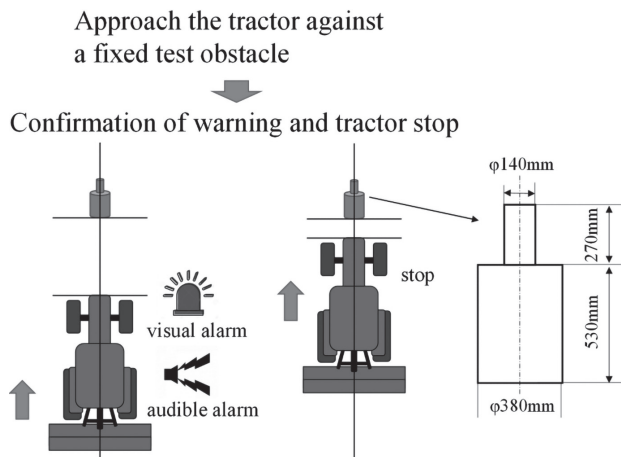 Approach the tractor against
a fixed test obstacle
Confirmation of warning and tractor stop
φ140mm
270mm
stop
visual alarm
530mm
audible alarm
φ380mm